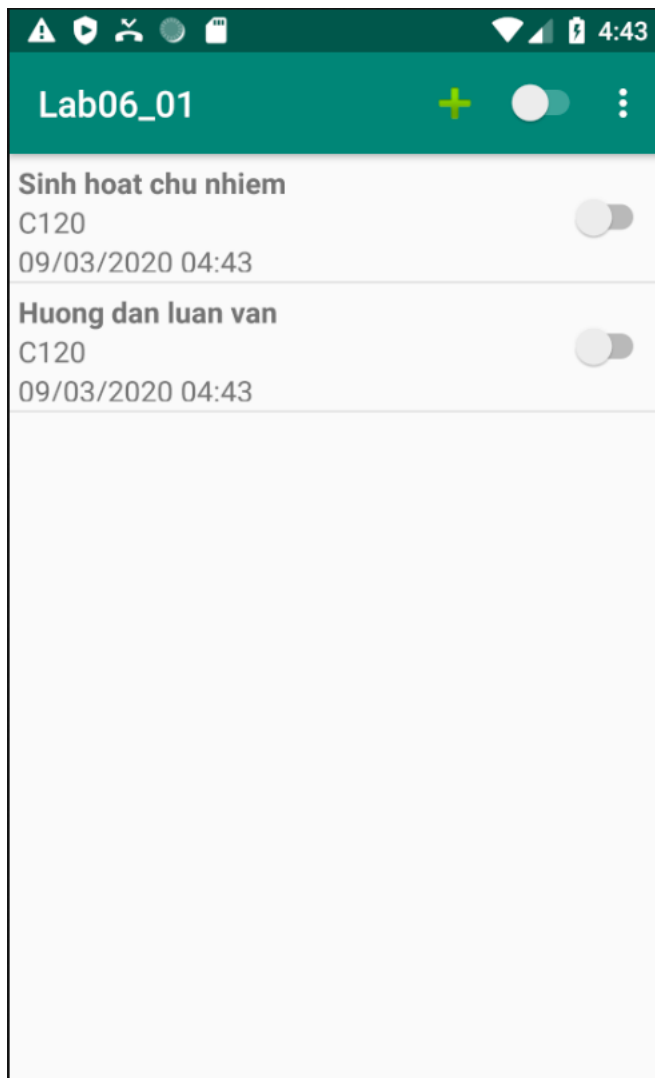 4:43
Lab06_01
Sinh hoat chu nhiem
C120
09/03/2020 04:43
Huong dan luan van
C120
09/03/2020 04:43